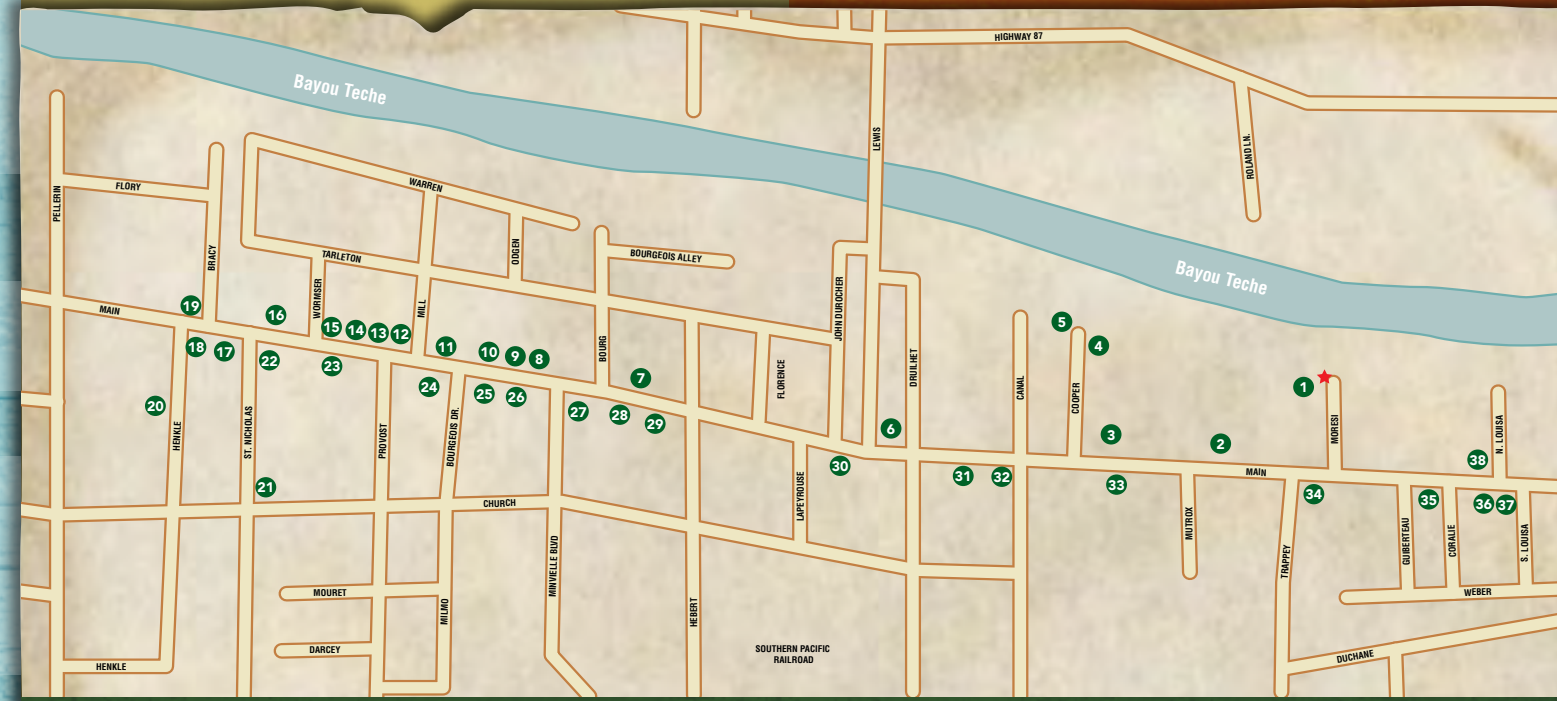 HIGHWAY 87
Bayou Teche
LEWIS
ROLAND LN.
PELLERIN
FLORY
BRACY
WARREN
ODGEN
TARLETON
BOURGEOIS ALLEY
WORMSER
MILL
JOHN DUROCHER
Bayou Teche
MAIN
19
16
15
14
13
12
11
10
9
8
7
5
4
18
17
22
23
24
25
26
27
28
29
BOURG
FLORENCE
DRUILHET
CANAL
COOPER
1
MORESI
N. LOUISA
20
HENKLE
ST. NICHOLAS
PROVOST
BOURGEOIS DR.
6
3
2
38
30
31
32
33
MAIN
34
35
36
37
21
CHURCH
LAPEYROUSE
MUTROX
TRAPPEY
GUIBERTEAU
CORALIE
S. LOUISA
MINVIELLE BLVD
HEBERT
MOURET
MILMO
WEBER
DARCEY
HENKLE
SOUTHERN PACIFIC
RAILROAD
DUCHANE